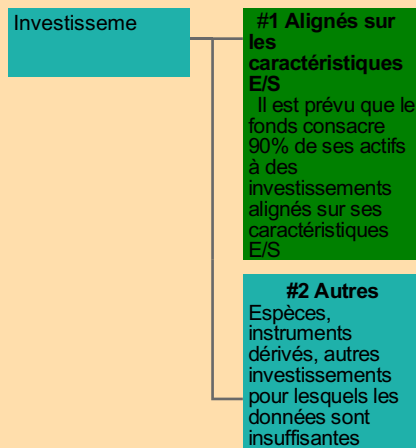 Investisseme
#1 Alignés sur
les
caractéristiques
E/S
Il est prévu que le
fonds consacre
90% de ses actifs
à des
investissements
alignés sur ses
caractéristiques
E/S
#2 Autres
Espèces,
instruments
dérivés, autres
investissements
pour lesquels les
données sont
insuffisantes